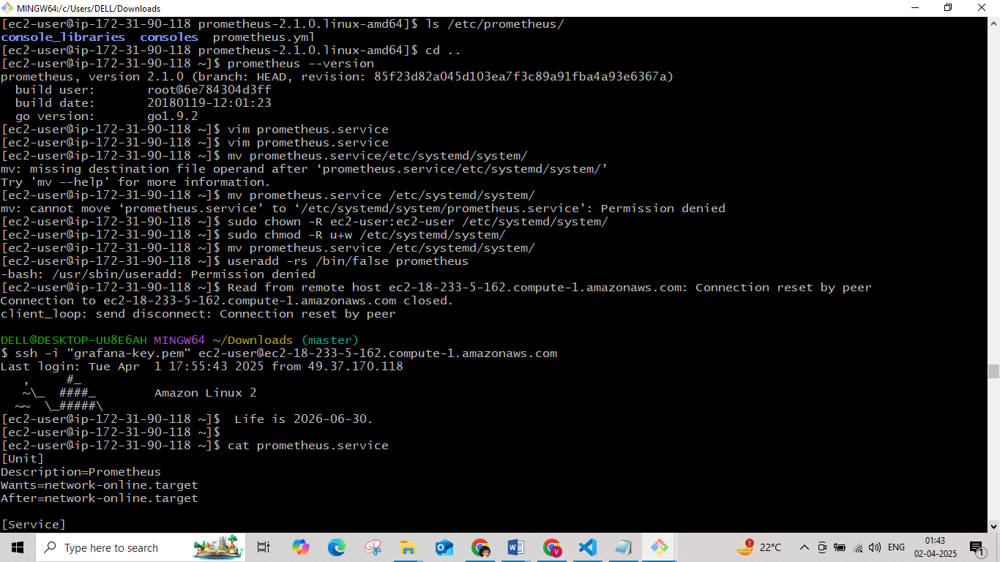 MINGW64:/c/Users/DELL/Downloads
[ec2-user@ip-172-31-90-118 prometheus-2.1.0.linux-amd64]$ ls /etc/prometheus/
console_libraries  consoles  prometheus.yml
[ec2-user@ip-172-31-90-118 prometheus-2.1.0.linux-amd64]$ cd ..
[ec2-user@ip-172-31-90-118 ~]$ prometheus --version
prometheus, version 2.1.0 (branch: HEAD, revision: 85f23d82a045d103ea7f3c89a91fba4a93e6367a)
  build user:       root@6e784304d3ff
  build date:       20180119-12:01:23
  go version:       go1.9.2
[ec2-user@ip-172-31-90-118 ~]$ vim prometheus.service
[ec2-user@ip-172-31-90-118 ~]$ vim prometheus.service
[ec2-user@ip-172-31-90-118 ~]$ mv prometheus.service/etc/systemd/system/
mv: missing destination file operand after ‘prometheus.service/etc/systemd/system/’
Try 'mv --help' for more information.
[ec2-user@ip-172-31-90-118 ~]$ mv prometheus.service /etc/systemd/system/
mv: cannot move ‘prometheus.service’ to ‘/etc/systemd/system/prometheus.service’: Permission denied
[ec2-user@ip-172-31-90-118 ~]$ sudo chown -R ec2-user:ec2-user /etc/systemd/system/
[ec2-user@ip-172-31-90-118 ~]$ sudo chmod -R u+w /etc/systemd/system/
[ec2-user@ip-172-31-90-118 ~]$ mv prometheus.service /etc/systemd/system/
[ec2-user@ip-172-31-90-118 ~]$ useradd -rs /bin/false prometheus
-bash: /usr/sbin/useradd: Permission denied
[ec2-user@ip-172-31-90-118 ~]$ Read from remote host ec2-18-233-5-162.compute-1.amazonaws.com: Connection reset by peer
Connection to ec2-18-233-5-162.compute-1.amazonaws.com closed.
client_loop: send disconnect: Connection reset by peer
DELL@DESKTOP-UU8E6AH MINGW64 ~/Downloads (master)
$ ssh -i "grafana-key.pem" ec2-user@ec2-18-233-5-162.compute-1.amazonaws.com
Last login: Tue Apr  1 17:55:43 2025 from 49.37.170.118
   ,     #_
   ~\_  ####_        Amazon Linux 2
  ~~  \_#####\
[ec2-user@ip-172-31-90-118 ~]$  Life is 2026-06-30.
[ec2-user@ip-172-31-90-118 ~]$
[ec2-user@ip-172-31-90-118 ~]$ cat prometheus.service
[Unit]
Description=Prometheus
Wants=network-online.target
After=network-online.target
[Service]
Type here to search
1
22°C
ENG
01:43
02-04-2025
1